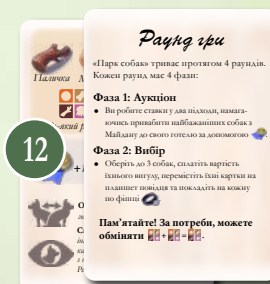 Раунд гри
«Парк собак» триває протягом 4 раундів.
Кожен раунд має 4 фази:
Фаза 1: Аукціон
• Ви робите ставки у два підходи, намага-
ючись привабити найбажаніших собак з
Майдану до свого готелю за допомогою
Фаза 2: Вибір
• Оберіть до 3 собак, сплатіть вартість
їхнього вигулу, перемістіть їхні картки на
планшет повідця та покладіть на кожну
по фішці
Пам'ятайте! За потреби, можете
обміняти + = .
Паличка
12